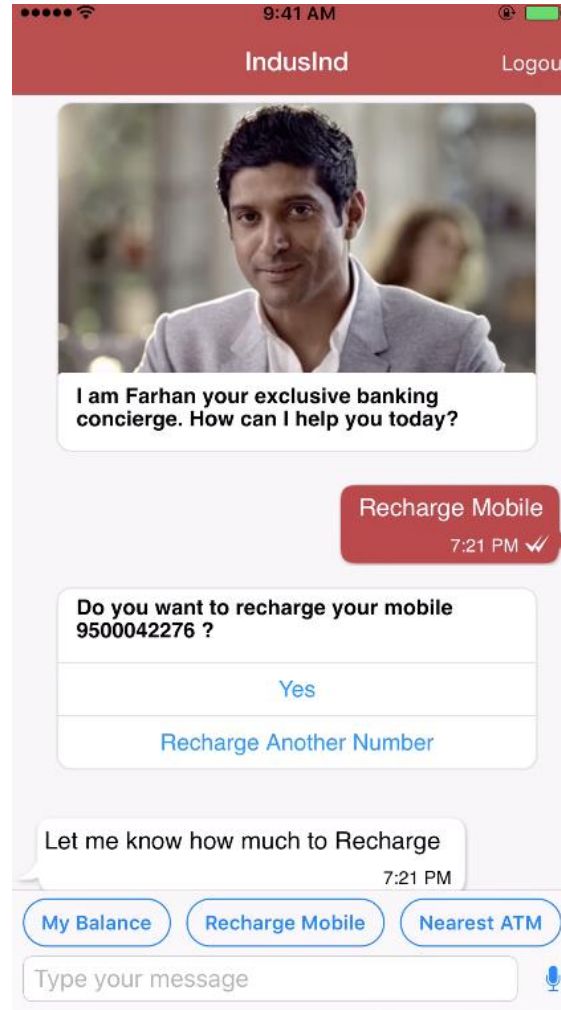 9:41 AM
IndusInd
Logou
I am Farhan your exclusive banking
concierge. How can I help you today?
Recharge Mobile
7:21 PM
Do you want to recharge your mobile
9500042276 ?
Yes
Recharge Another Number
Let me know how much to Recharge
7:21 PM
My Balance
Recharge Mobile
Nearest ATM
Type your message